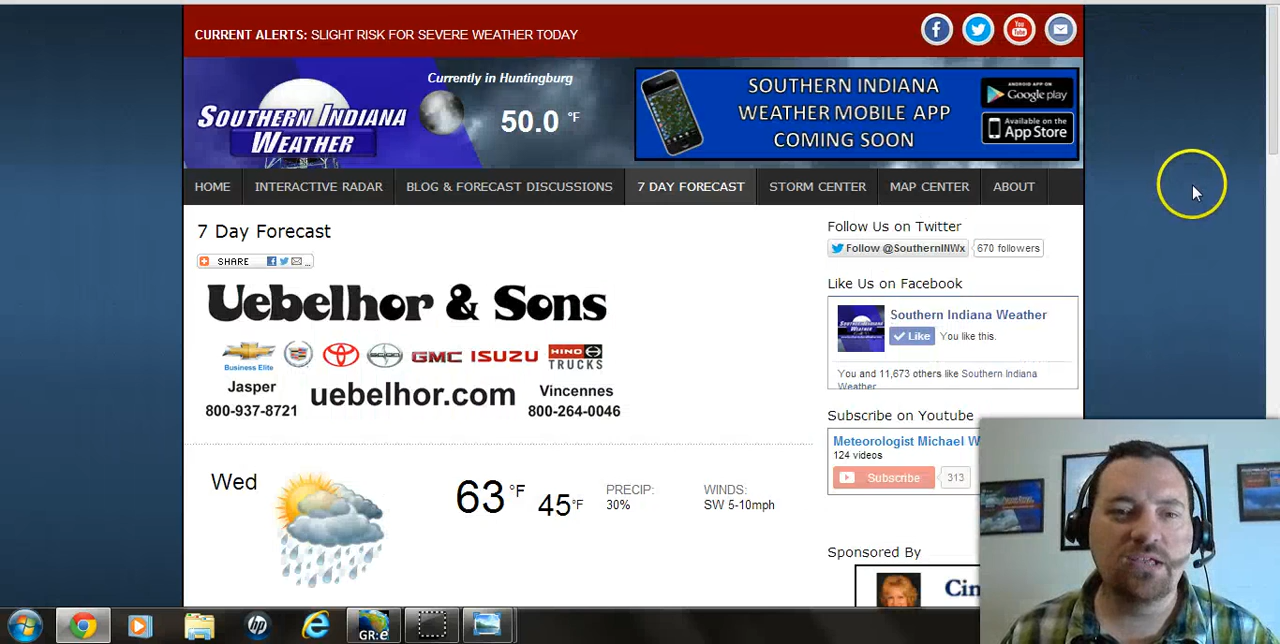 CURRENT ALERTS: SLIGHT RISK FOR SEVERE WEATHER TODAY
Currently in Huntingburg
50.0 °F
SOUTHERN INDIANA
WEATHER
SOUTHERN INDIANA
WEATHER MOBILE APP
COMING SOON
ANDROID APP ON
Google play
Available on the
App Store
HOME
INTERACTIVE RADAR
BLOG & FORECAST DISCUSSIONS
7 DAY FORECAST
STORM CENTER
MAP CENTER
ABOUT
7 Day Forecast
SHARE
Uebelhor & Sons
Business Elite
GMC
ISUZU
HINO
TRUCKS
Jasper
800-937-8721
uebelhor.com
Vincennes
800-264-0046
Wed
63°F
45°F
PRECIP:
30%
WINDS:
SW 5-10mph
Follow Us on Twitter
Follow @SouthernINWx
670 followers
Like Us on Facebook
Southern Indiana Weather
Like
You like this.
You and 11,673 others like Southern Indiana
Weather.
Subscribe on Youtube
Meteorologist Michael W
124 videos
Subscribe
313
Sponsored By
Cin
GR:e
hp